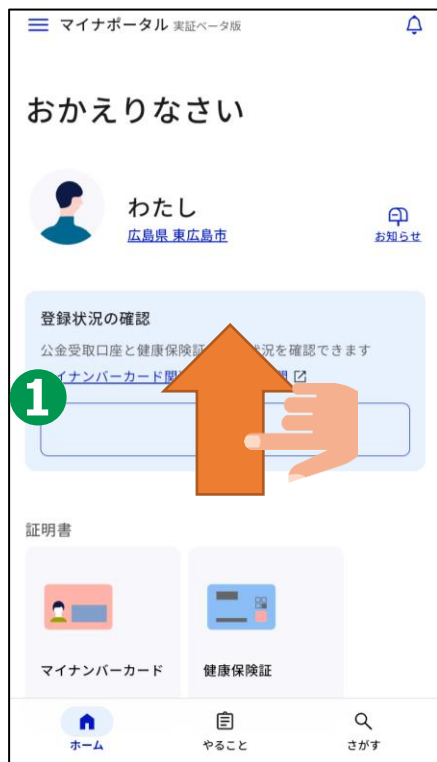 マイナポータル 実証ベータ版
おかえりなさい
わたし
広島県 東広島市
お知らせ
登録状況の確認
公金受取口座と健康保険証 状況を確認できます
イナンバーカード関
1
証明書
マイナンバーカード
健康保険証
ホーム
やること
さがす